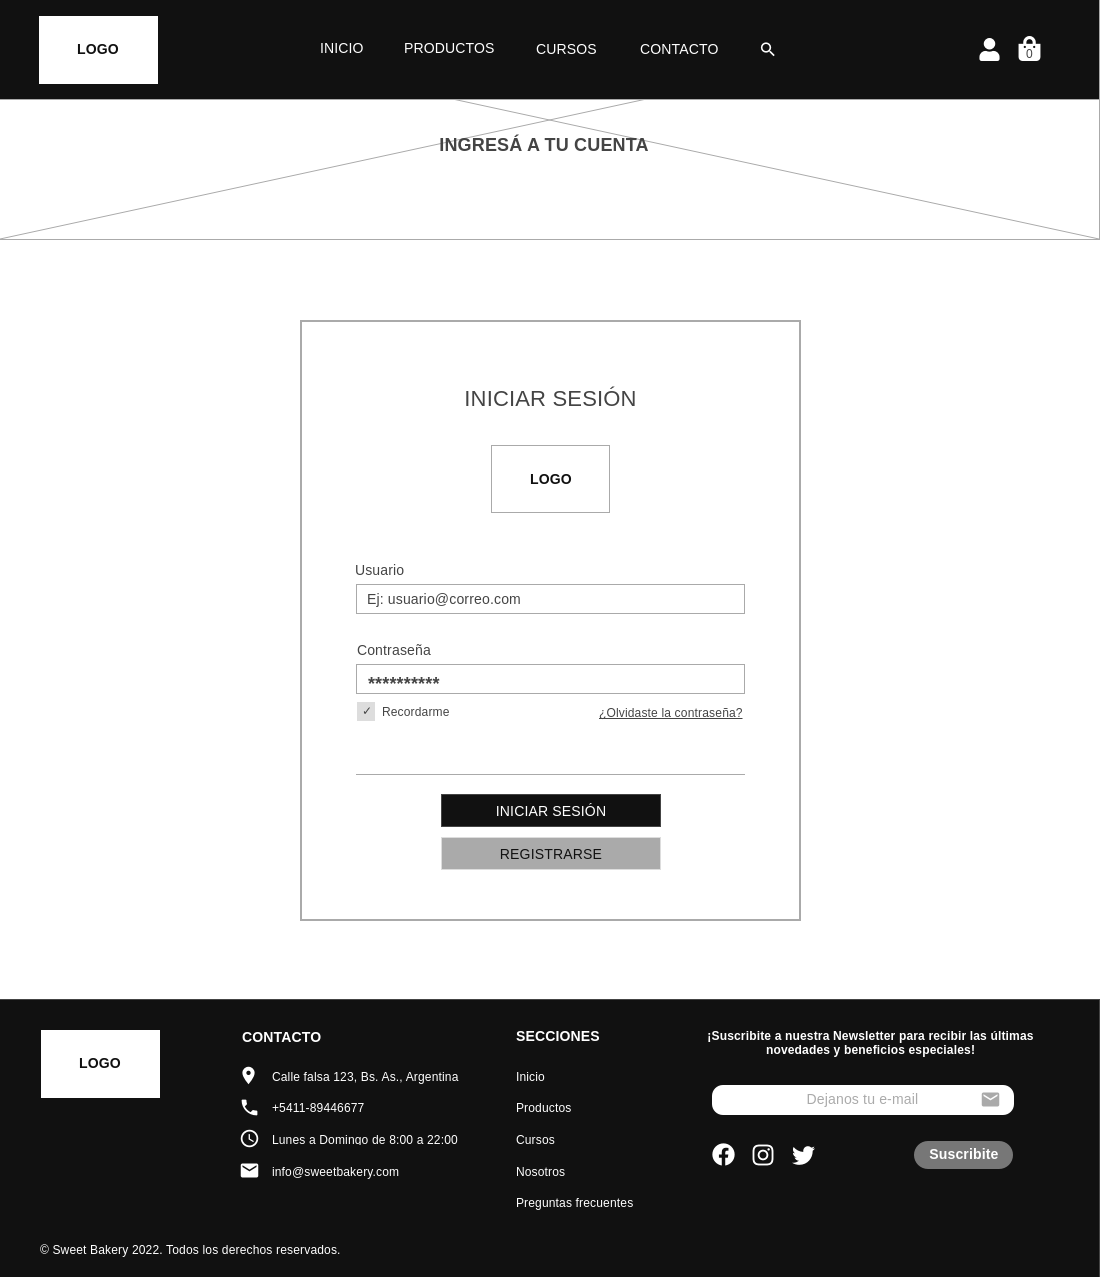 LOGO
INICIO
PRODUCTOS
CURSOS
CONTACTO
0
INGRESÁ A TU CUENTA
INICIAR SESIÓN
LOGO
Usuario
Ej: usuario@correo.com
Contraseña
**********
✓ Recordarme
¿Olvidaste la contraseña?
INICIAR SESIÓN
REGISTRARSE
LOGO
CONTACTO
Calle falsa 123, Bs. As., Argentina
+5411-89446677
Lunes a Domingo de 8:00 a 22:00
info@sweetbakery.com
SECCIONES
Inicio
Productos
Cursos
Nosotros
Preguntas frecuentes
¡Suscribite a nuestra Newsletter para recibir las últimas
novedades y beneficios especiales!
Dejanos tu e-mail
Suscribite
© Sweet Bakery 2022. Todos los derechos reservados.